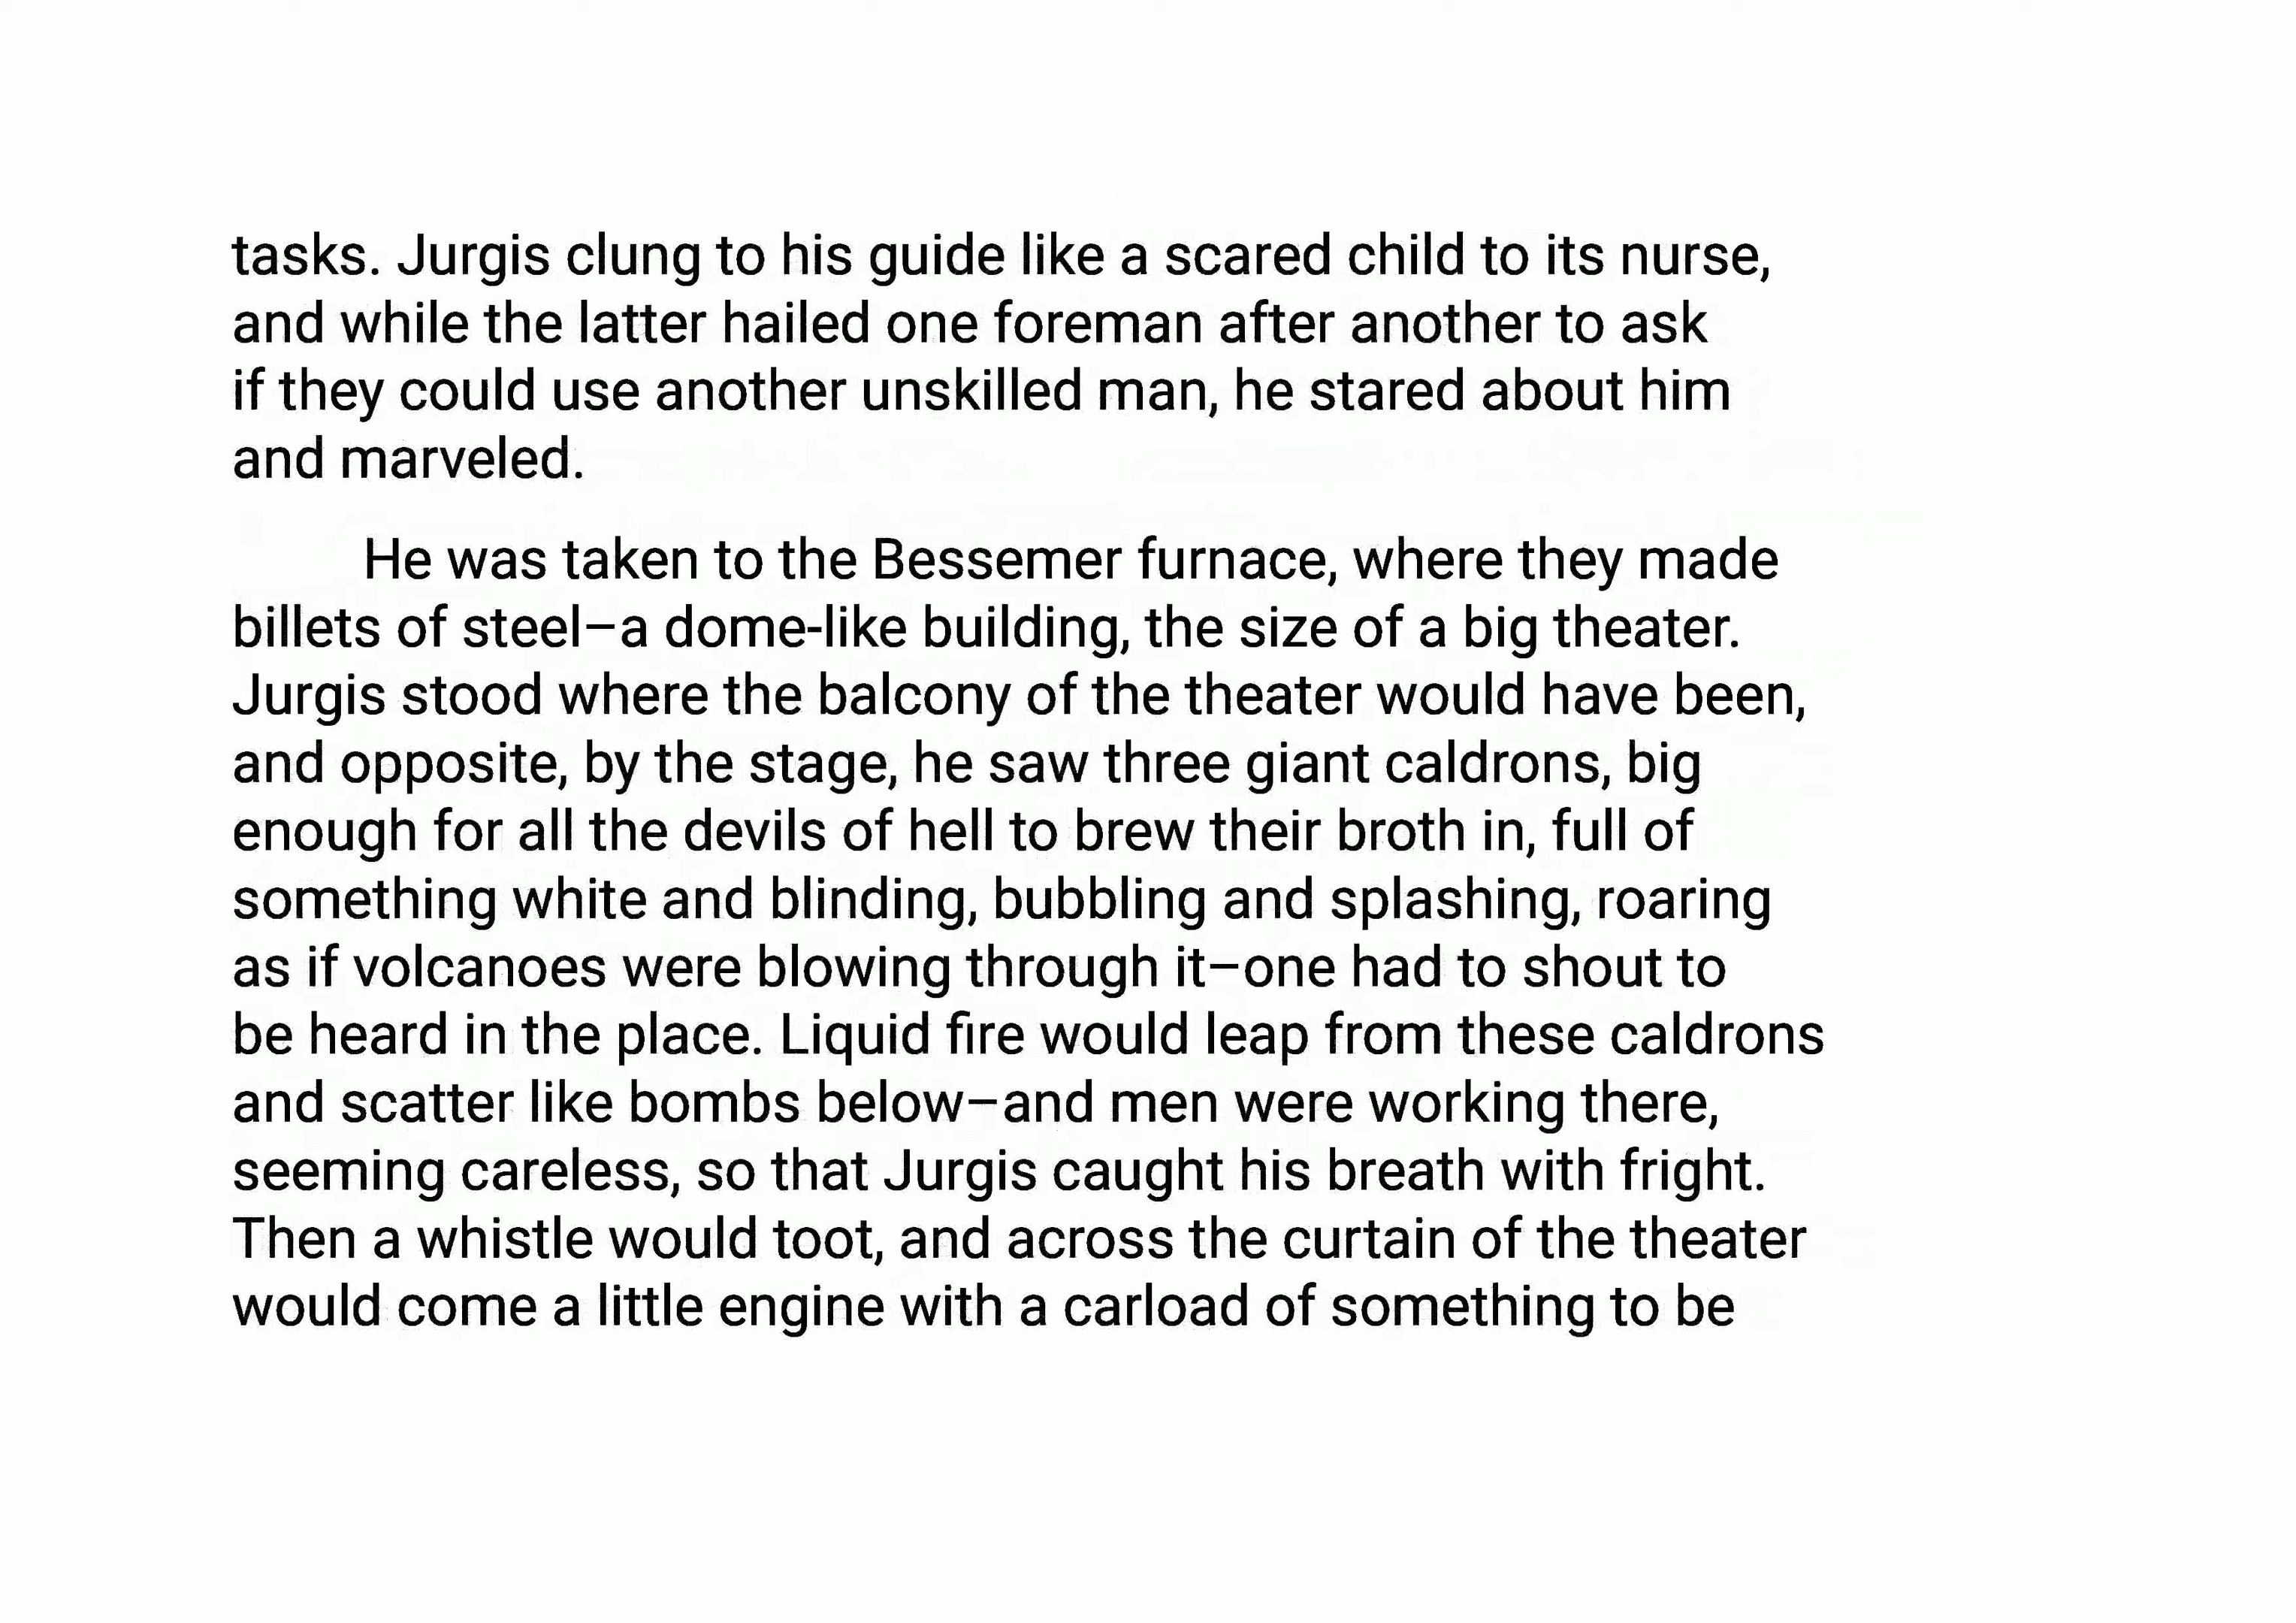 tasks. Jurgis clung to his guide like a scared child to its nurse,
and while the latter hailed one foreman after another to ask
if they could use another unskilled man, he stared about him
and marveled.
He was taken to the Bessemer furnace, where they made
billets of steel—a dome-like building, the size of a big theater.
Jurgis stood where the balcony of the theater would have been,
and opposite, by the stage, he saw three giant caldrons, big
enough for all the devils of hell to brew their broth in, full of
something white and blinding, bubbling and splashing, roaring
as if volcanoes were blowing through it—one had to shout to
be heard in the place. Liquid fire would leap from these caldrons
and scatter like bombs below—and men were working there,
seeming careless, so that Jurgis caught his breath with fright.
Then a whistle would toot, and across the curtain of the theater
would come a little engine with a carload of something to be